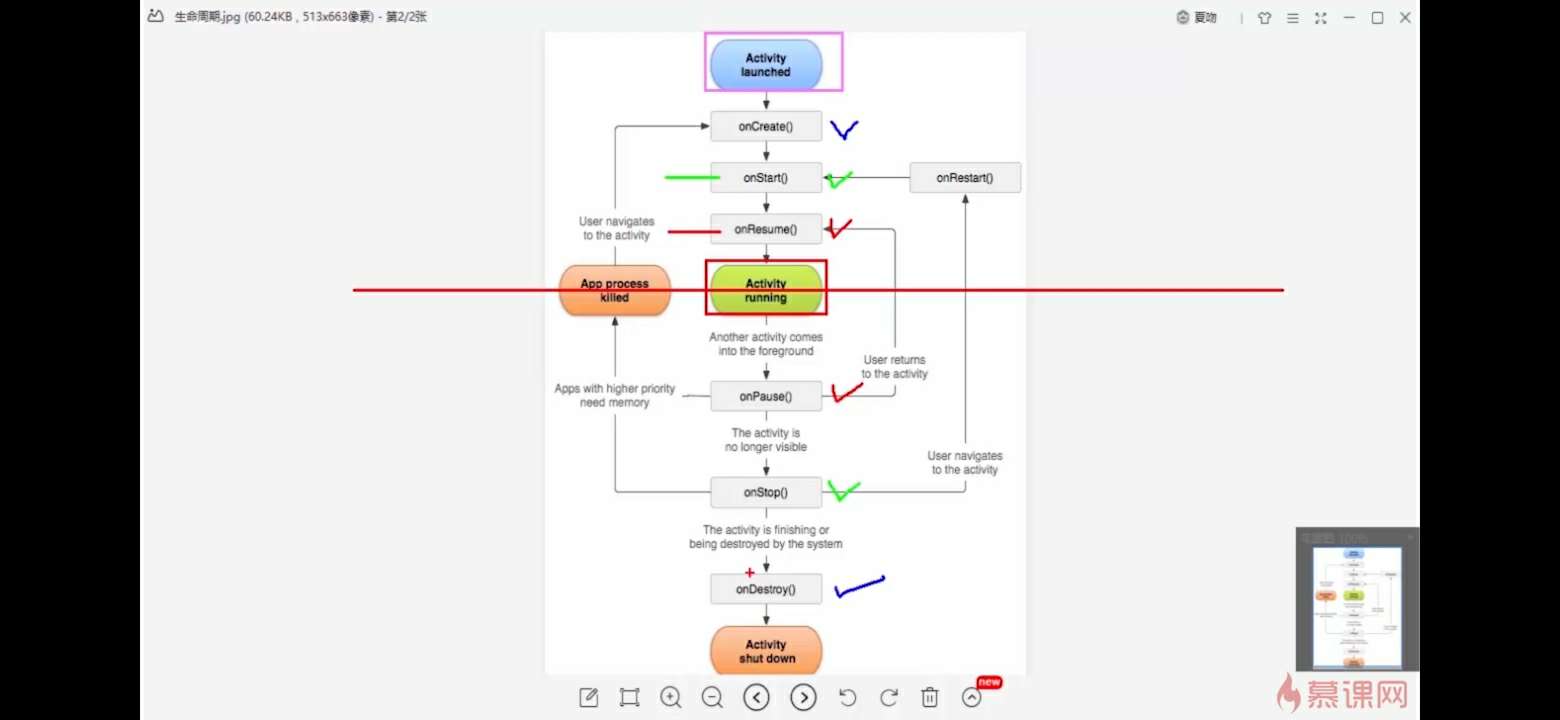 生命周期.jpg (60.24KB , 513x663像素) - 第2/2张
夏吻
Activity
launched
onCreate()
onStart()
onRestart()
User navigates
to the activity
onResume()
App process
killed
Activity
running
Another activity comes
into the foreground
User returns
to the activity
Apps with higher priority
need memory
onPause()
The activity is
no longer visible
User navigates
to the activity
onStop()
The activity is finishing or
being destroyed by the system
onDestroy()
Activity
shut down
new
慕课网